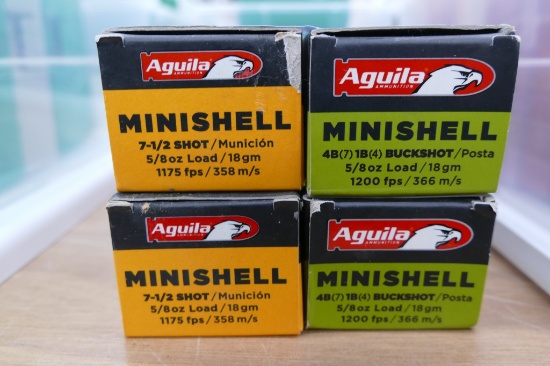 Aguila
AMMUNITION
MINISHELL
7-1/2 SHOT/Munición
5/8oz Load/18gm
1175 fps/358 m/s
Aguila
AMMUNITION
MINISHELL
4B(7) 1B(4) BUCKSHOT/Posta
5/8oz Load/18gm
1200 fps/366 m/s
Aguila
AMMUNITION
MINISHELL
7-1/2 SHOT/Munición
5/8oz Load/18gm
1175 fps/358 m/s
Aguila
AMMUNITION
MINISHELL
4B(7) 1B(4) BUCKSHOT/Posta
5/8oz Load/18gm
1200 fps/366 m/s